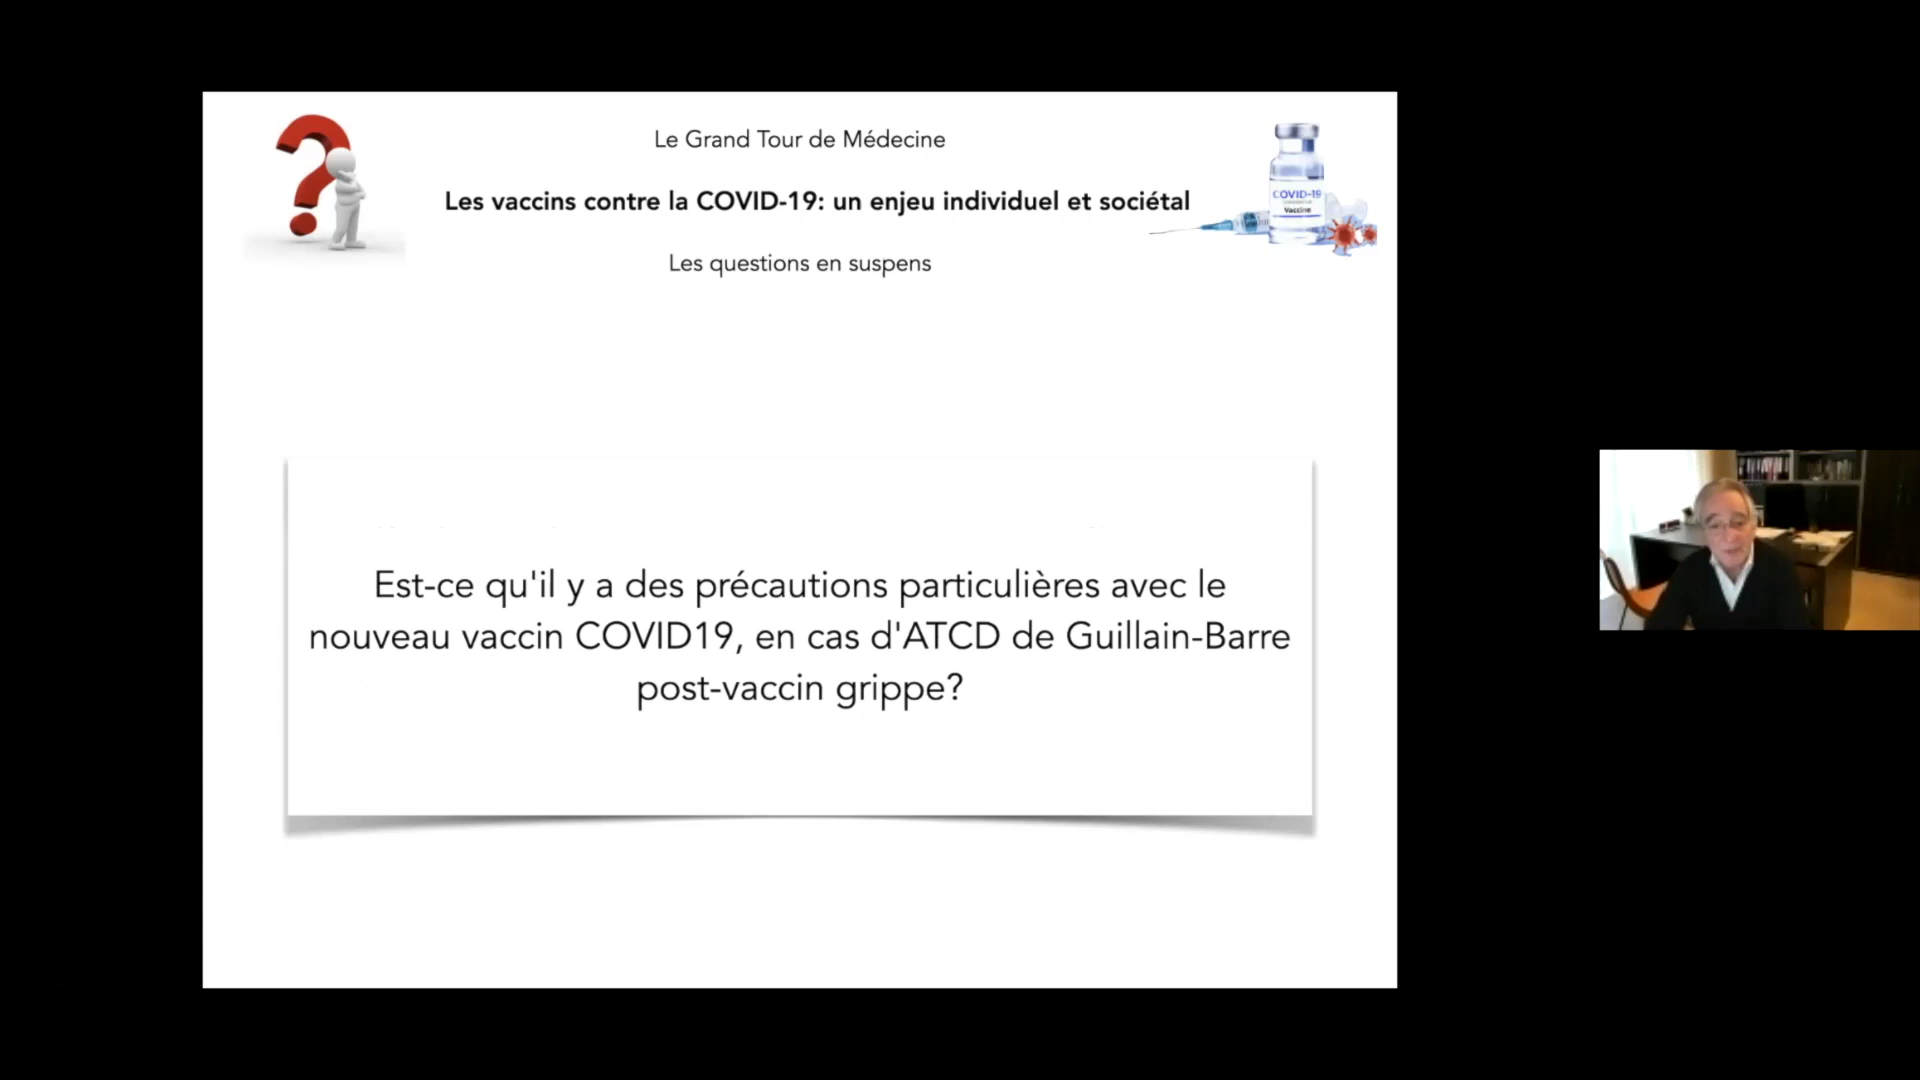 Le Grand Tour de Médecine
Les vaccins contre la COVID-19: un enjeu individuel et sociétal
Les questions en suspens
COVID-19
Vaccine
Est-ce qu'il y a des précautions particulières avec le
nouveau vaccin COVID19, en cas d'ATCD de Guillain-Barre
post-vaccin grippe?